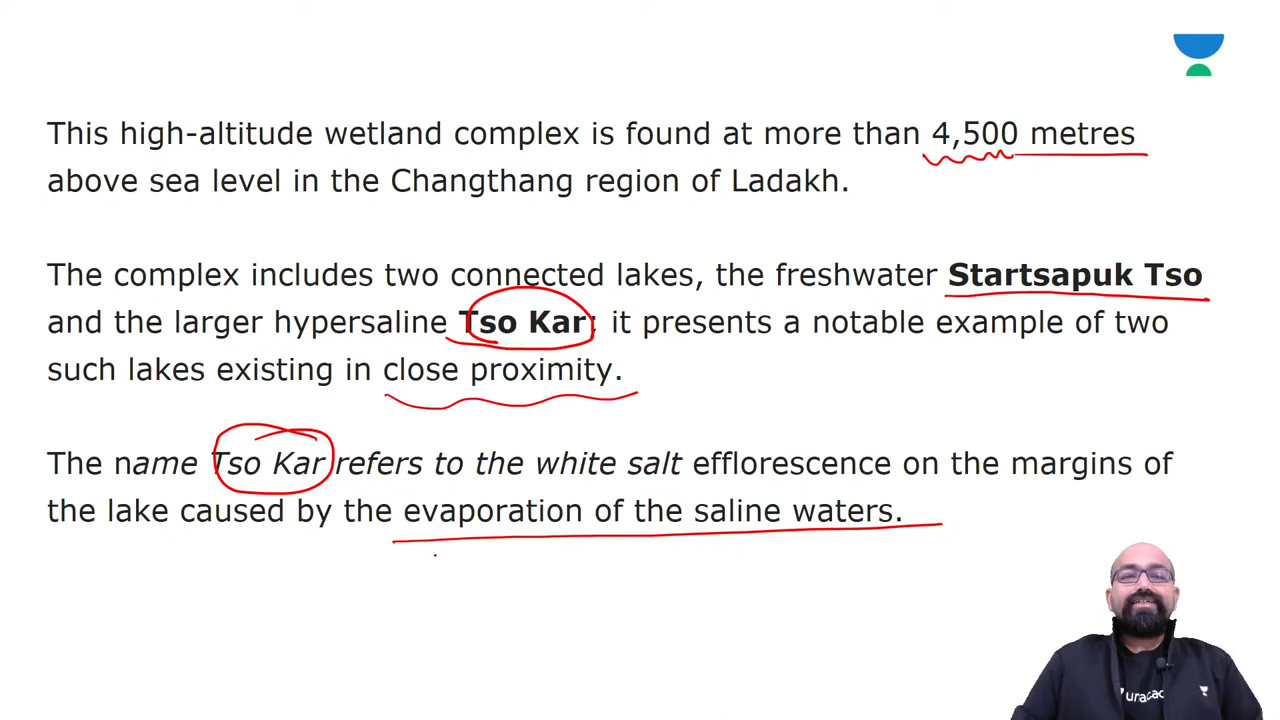 This high-altitude wetland complex is found at more than 4,500 metres
above sea level in the Changthang region of Ladakh.
The complex includes two connected lakes, the freshwater Startsapuk Tso
and the larger hypersaline Tso Kar; it presents a notable example of two
such lakes existing in close proximity.
The name Tso Kar refers to the white salt efflorescence on the margins of
the lake caused by the evaporation of the saline waters.